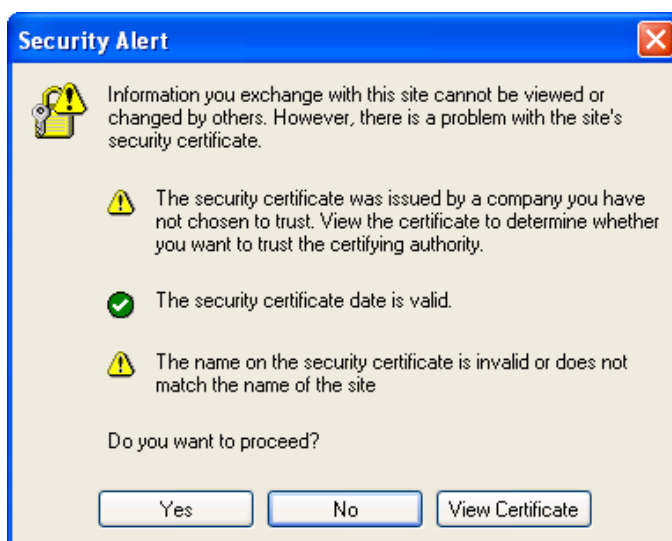 Security Alert
Information you exchange with this site cannot be viewed or
changed by others. However, there is a problem with the site's
security certificate.
The security certificate was issued by a company you have
not chosen to trust. View the certificate to determine whether
you want to trust the certifying authority.
The security certificate date is valid.
The name on the security certificate is invalid or does not
match the name of the site
Do you want to proceed?
Yes No View Certificate